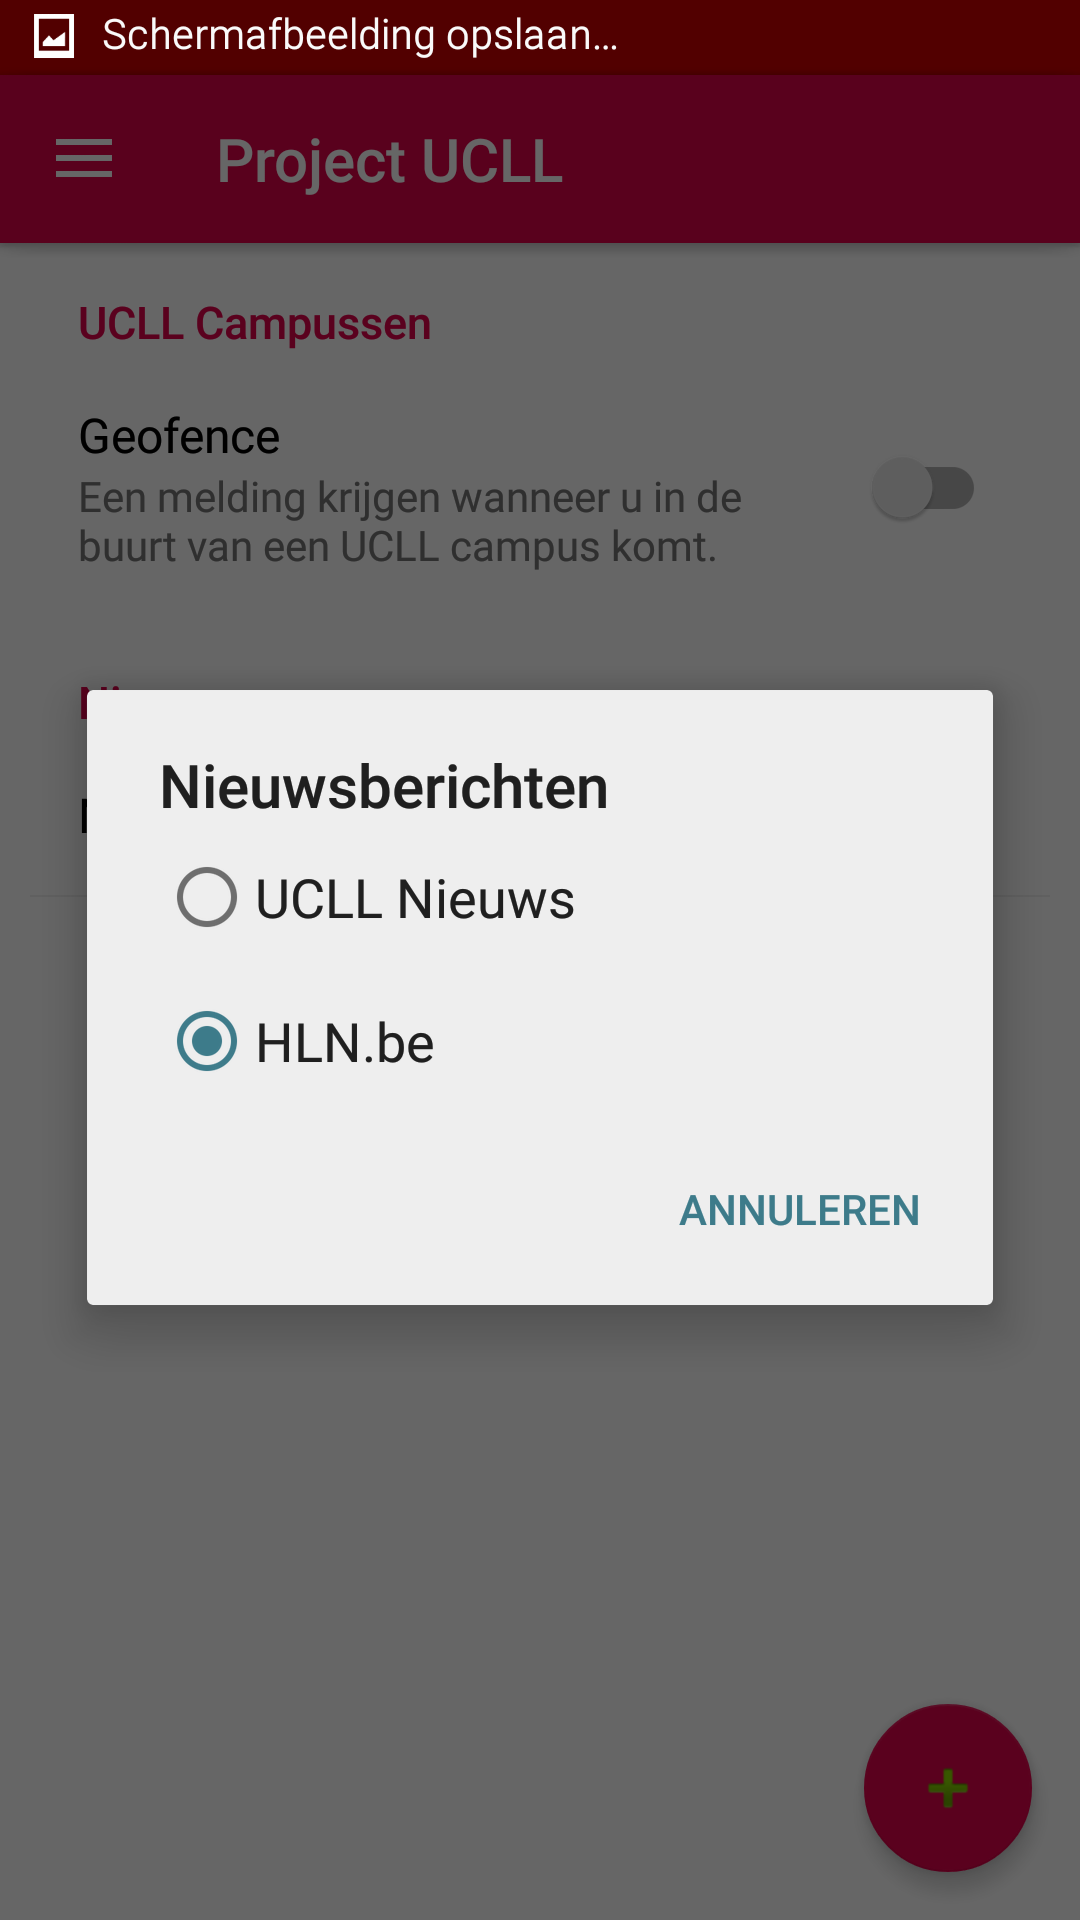 Schermafbeelding opslaan...
Project UCLL
UCLL Campussen
Geofence
Een melding krijgen wanneer u in de
buurt van een UCLL campus komt.
Nieuwsberichten
UCLL Nieuws
HLN.be
ANNULEREN